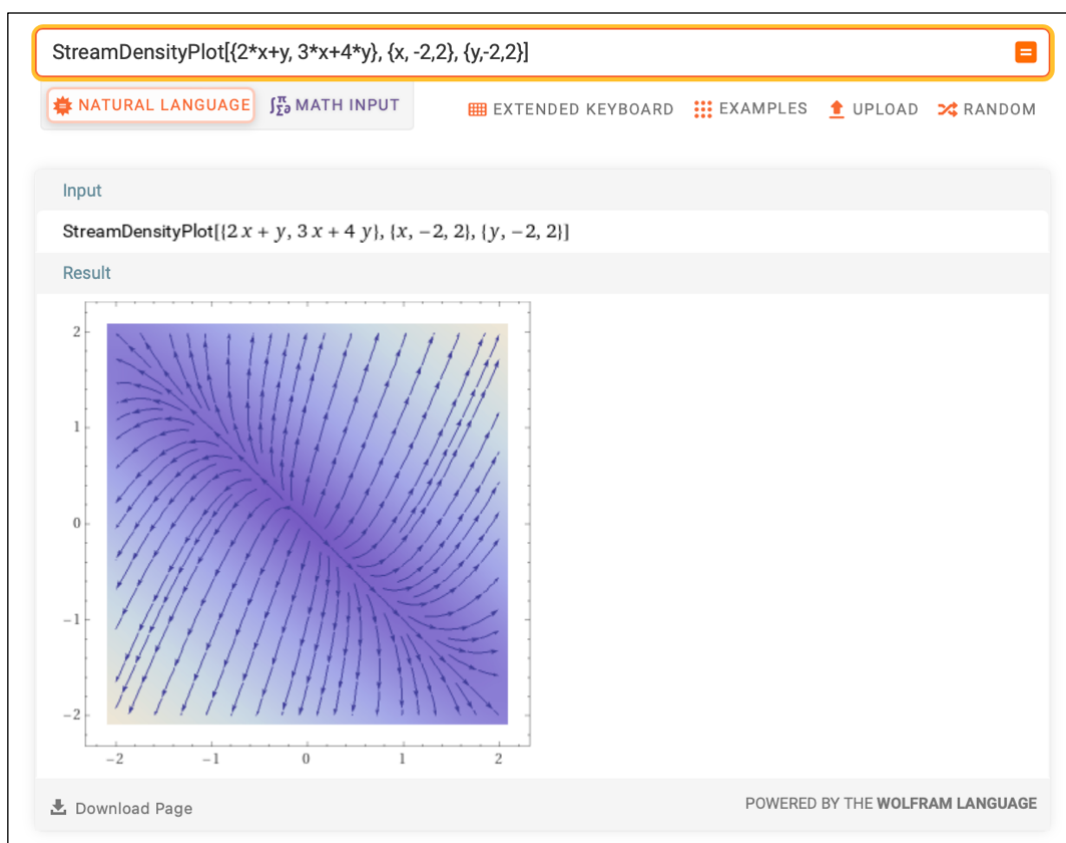 StreamDensityPlot[{2*x+y, 3*x+4*y}, {x, -2,2}, {y,-2,2}]
NATURAL LANGUAGE ∫Σ∂π MATH INPUT EXTENDED KEYBOARD EXAMPLES UPLOAD RANDOM
Input
StreamDensityPlot[{2 x + y, 3 x + 4 y}, {x, −2, 2}, {y, −2, 2}]
Result
2
1
0
−1
−2
−2 −1 0 1 2
Download Page POWERED BY THE WOLFRAM LANGUAGE